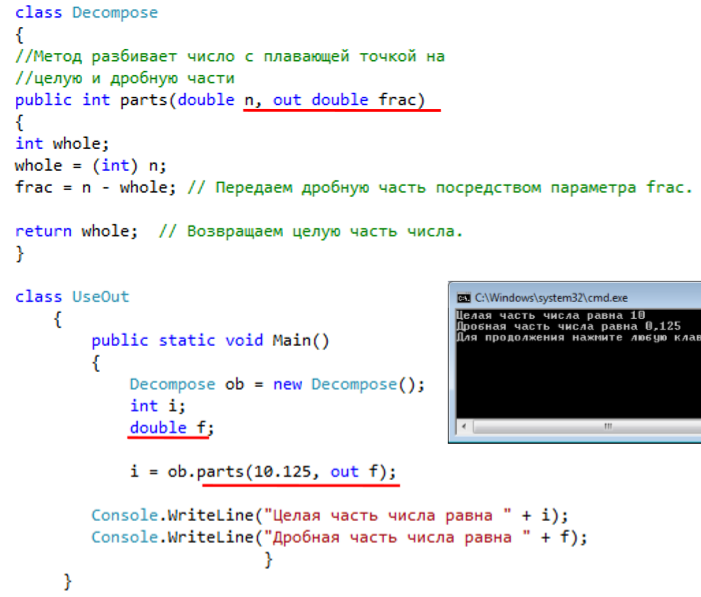 class Decompose
{
//Метод разбивает число с плавающей точкой на
//целую и дробную части
public int parts(double n, out double frac)
{
int whole;
whole = (int) n;
frac = n - whole; // Передаем дробную часть посредством параметра frac.
return whole;  // Возвращаем целую часть числа.
}
class UseOut
{
public static void Main()
{
Decompose ob = new Decompose();
int i;
double f;
i = ob.parts(10.125, out f);
Console.WriteLine("Целая часть числа равна " + i);
Console.WriteLine("Дробная часть числа равна " + f);
}
}
C:\Windows\system32\cmd.exe
Целая часть числа равна 10
Дробная часть числа равна 0,125
Для продолжения нажмите любую клав